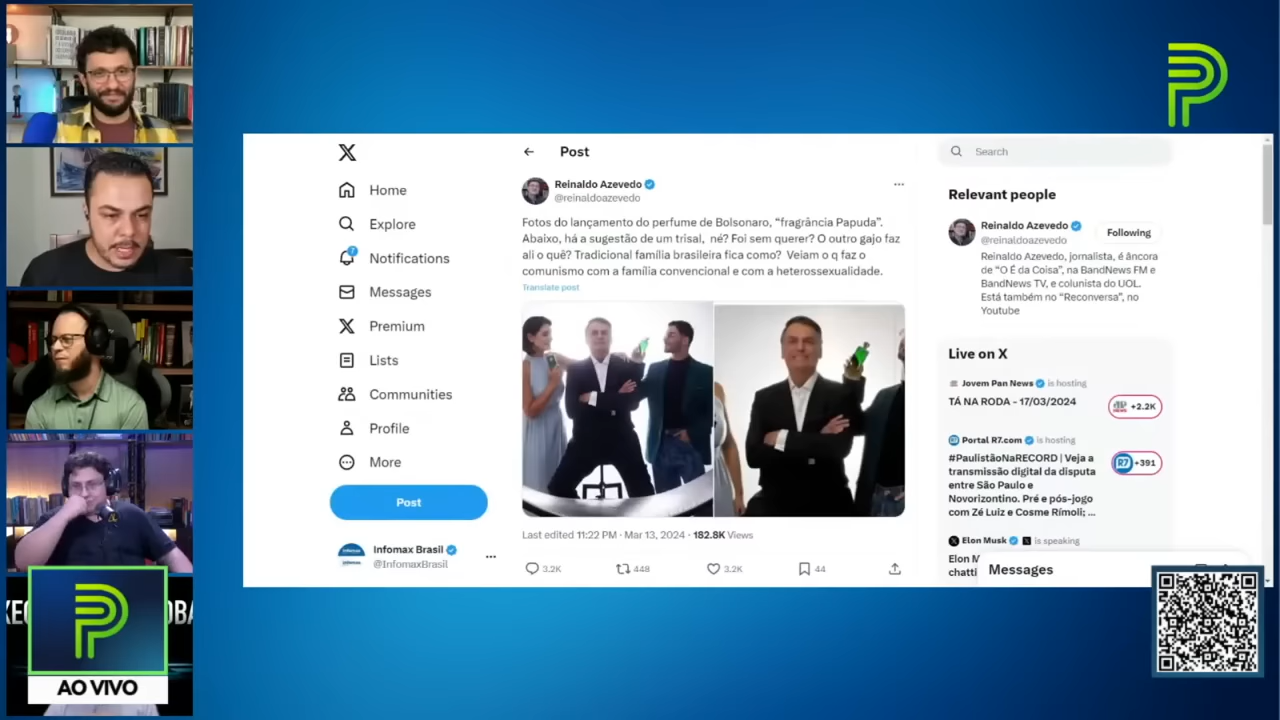 Home
Explore
7
Notifications
Messages
Premium
Lists
Communities
Profile
More
Post
Infomax Brasil
@InfomaxBrasil
Post
Reinaldo Azevedo
@reinaldoazevedo
Fotos do lançamento do perfume de Bolsonaro, “fragrância Papuda”.
Abaixo, há a sugestão de um trisal,  né? Foi sem querer? O outro gajo faz
ali o quê? Tradicional família brasileira fica como?  Veiam o q faz o
comunismo com a família convencional e com a heterossexualidade.
Translate post
Last edited 11:22 PM · Mar 13, 2024 · 182.8K Views
3.2K
448
3.2K
44
Search
Relevant people
Reinaldo Azevedo
@reinaldoazevedo
Following
Reinaldo Azevedo, jornalista, é âncora
de “O É da Coisa”, na BandNews FM e
BandNews TV, e colunista do UOL.
Está também no “Reconversa”, no
Youtube
Live on X
Jovem Pan News is hosting
TÁ NA RODA - 17/03/2024
+2.2K
Portal R7.com is hosting
#PaulistãoNaRECORD | Veja a
transmissão digital da disputa
entre São Paulo e
Novorizontino. Pré e pós-jogo
com Zé Luiz e Cosme Rímoli; ...
R7 +391
Elon Musk is speaking
Elon M
chatti
Messages
AO VIVO